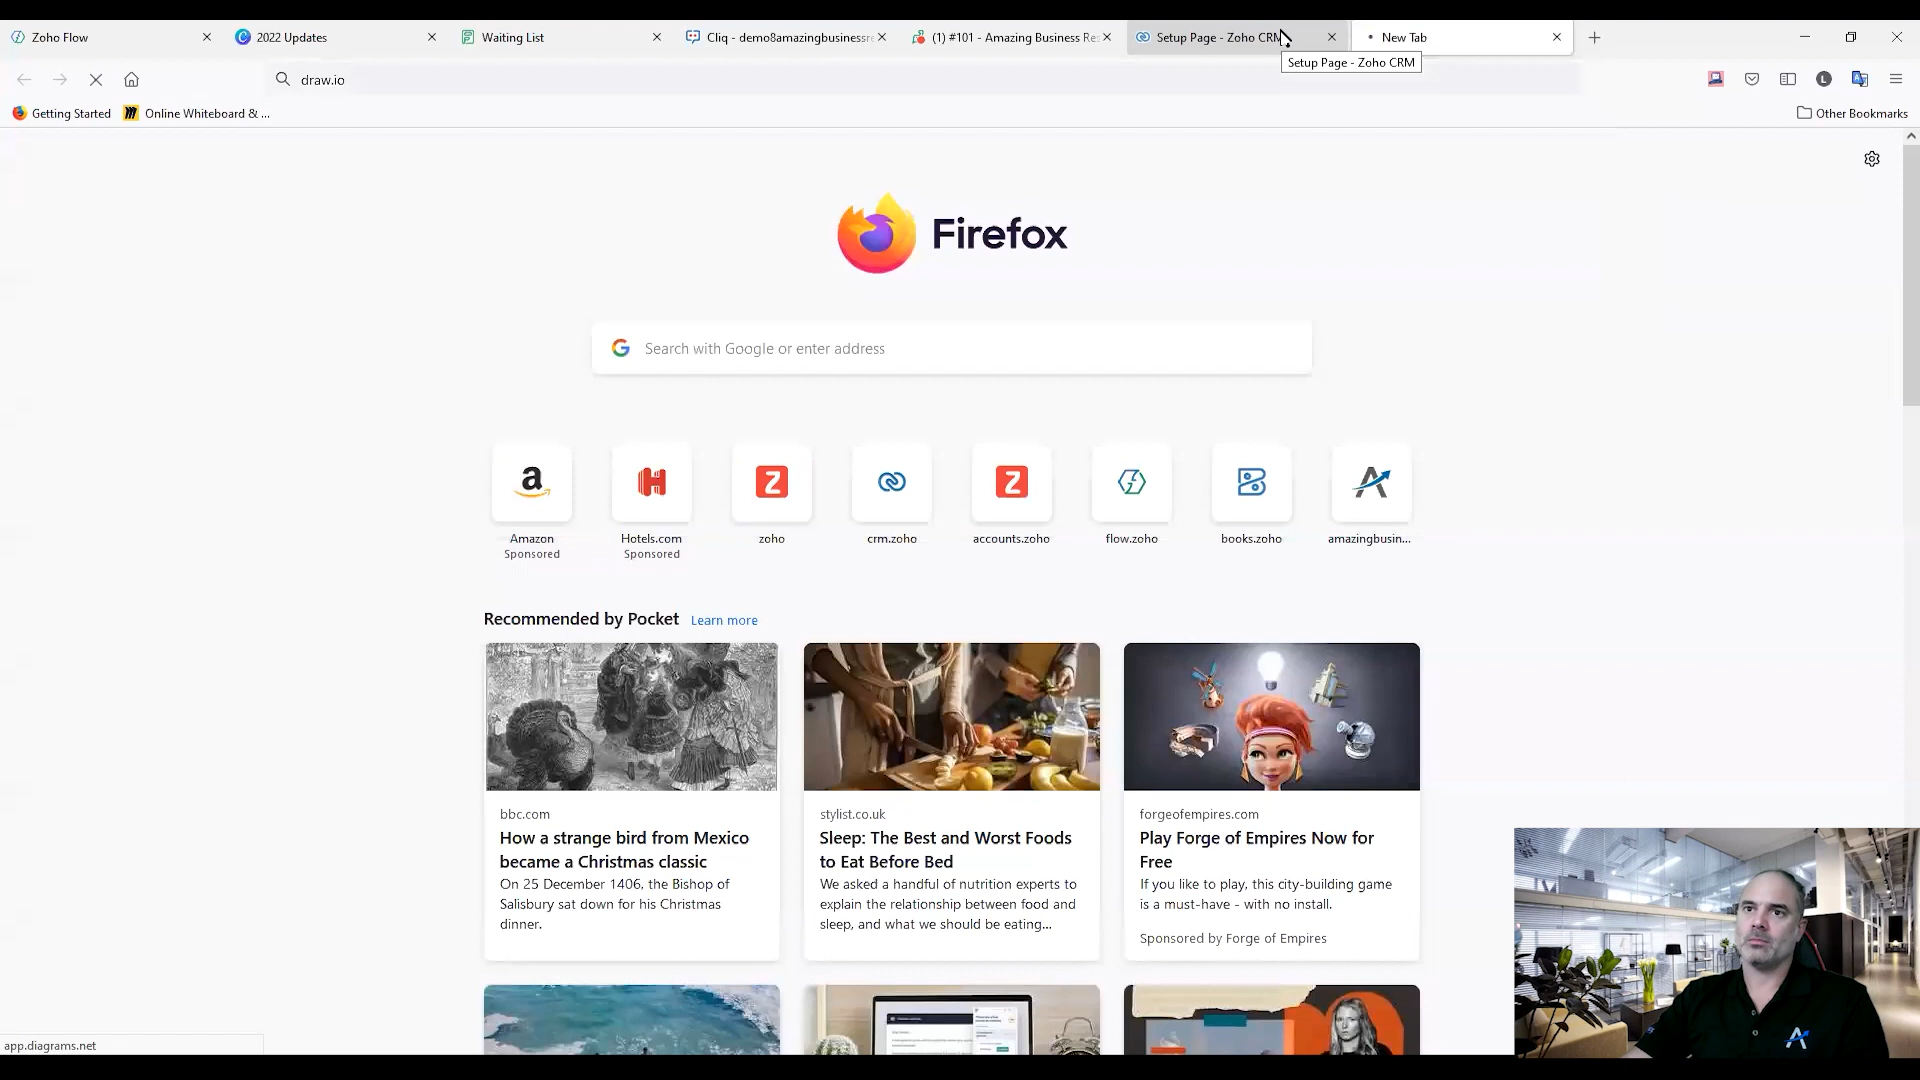 Zoho Flow
2022 Updates
Waiting List
Cliq - demo8amazingbusinessre
(1) #101 - Amazing Business Re
Setup Page - Zoho CRM
New Tab
Setup Page - Zoho CRM
draw.io
Getting Started
Online Whiteboard & ...
Other Bookmarks
Firefox
Search with Google or enter address
Amazon
Sponsored
Hotels.com
Sponsored
zoho
crm.zoho
accounts.zoho
flow.zoho
books.zoho
amazingbusin...
Recommended by Pocket Learn more
bbc.com
How a strange bird from Mexico
became a Christmas classic
On 25 December 1406, the Bishop of
Salisbury sat down for his Christmas
dinner.
stylist.co.uk
Sleep: The Best and Worst Foods
to Eat Before Bed
We asked a handful of nutrition experts to
explain the relationship between food and
sleep, and what we should be eating...
forgeofempires.com
Play Forge of Empires Now for
Free
If you like to play, this city-building game
is a must-have - with no install.
Sponsored by Forge of Empires
app.diagrams.net